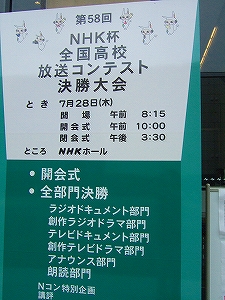 第58回
NHK杯
全国高校
放送コンテスト
決勝大会
とき 7月28日(木)
開場 午前 8:15
開会式 午前 10:00
閉会式 午後 3:30
ところ NHKホール
・開会式
・全部門決勝
ラジオドキュメント部門
創作ラジオドラマ部門
テレビドキュメント部門
創作テレビドラマ部門
アナウンス部門
朗読部門
Nコン特別企画
講評